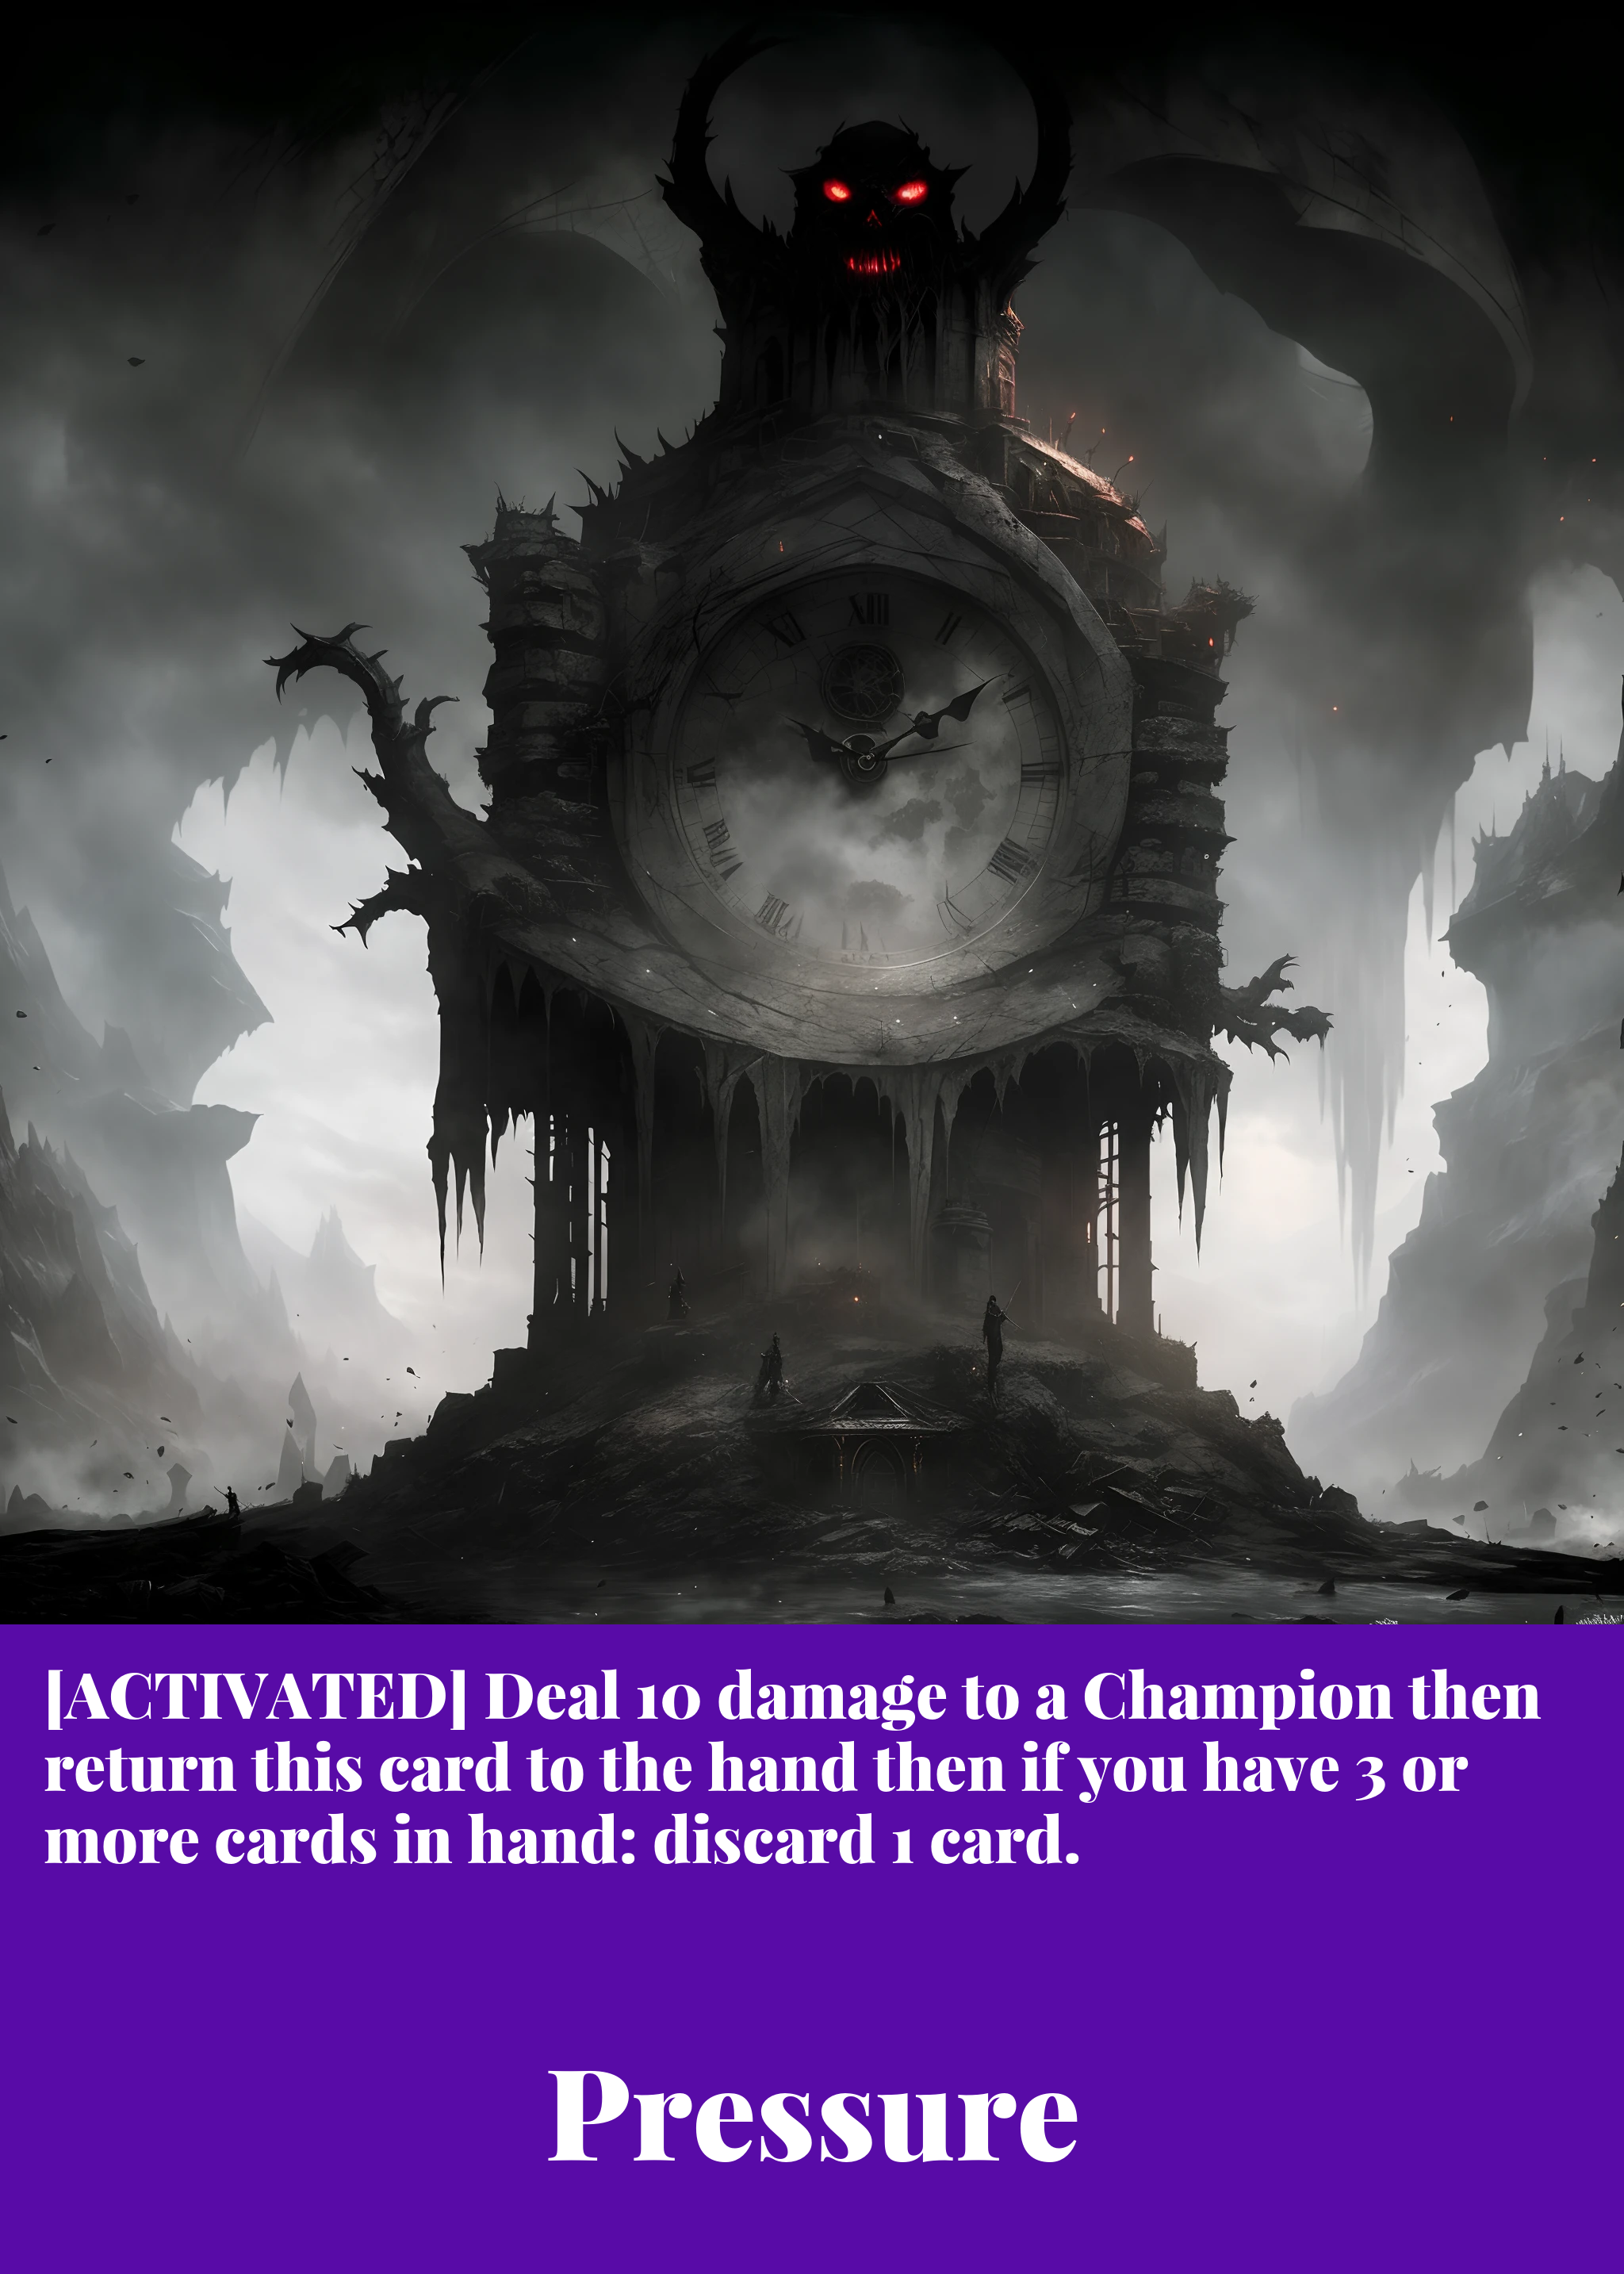 XII
[ACTIVATED] Deal 10 damage to a Champion then
return this card to the hand then if you have 3 or
more cards in hand: discard 1 card.
Pressure